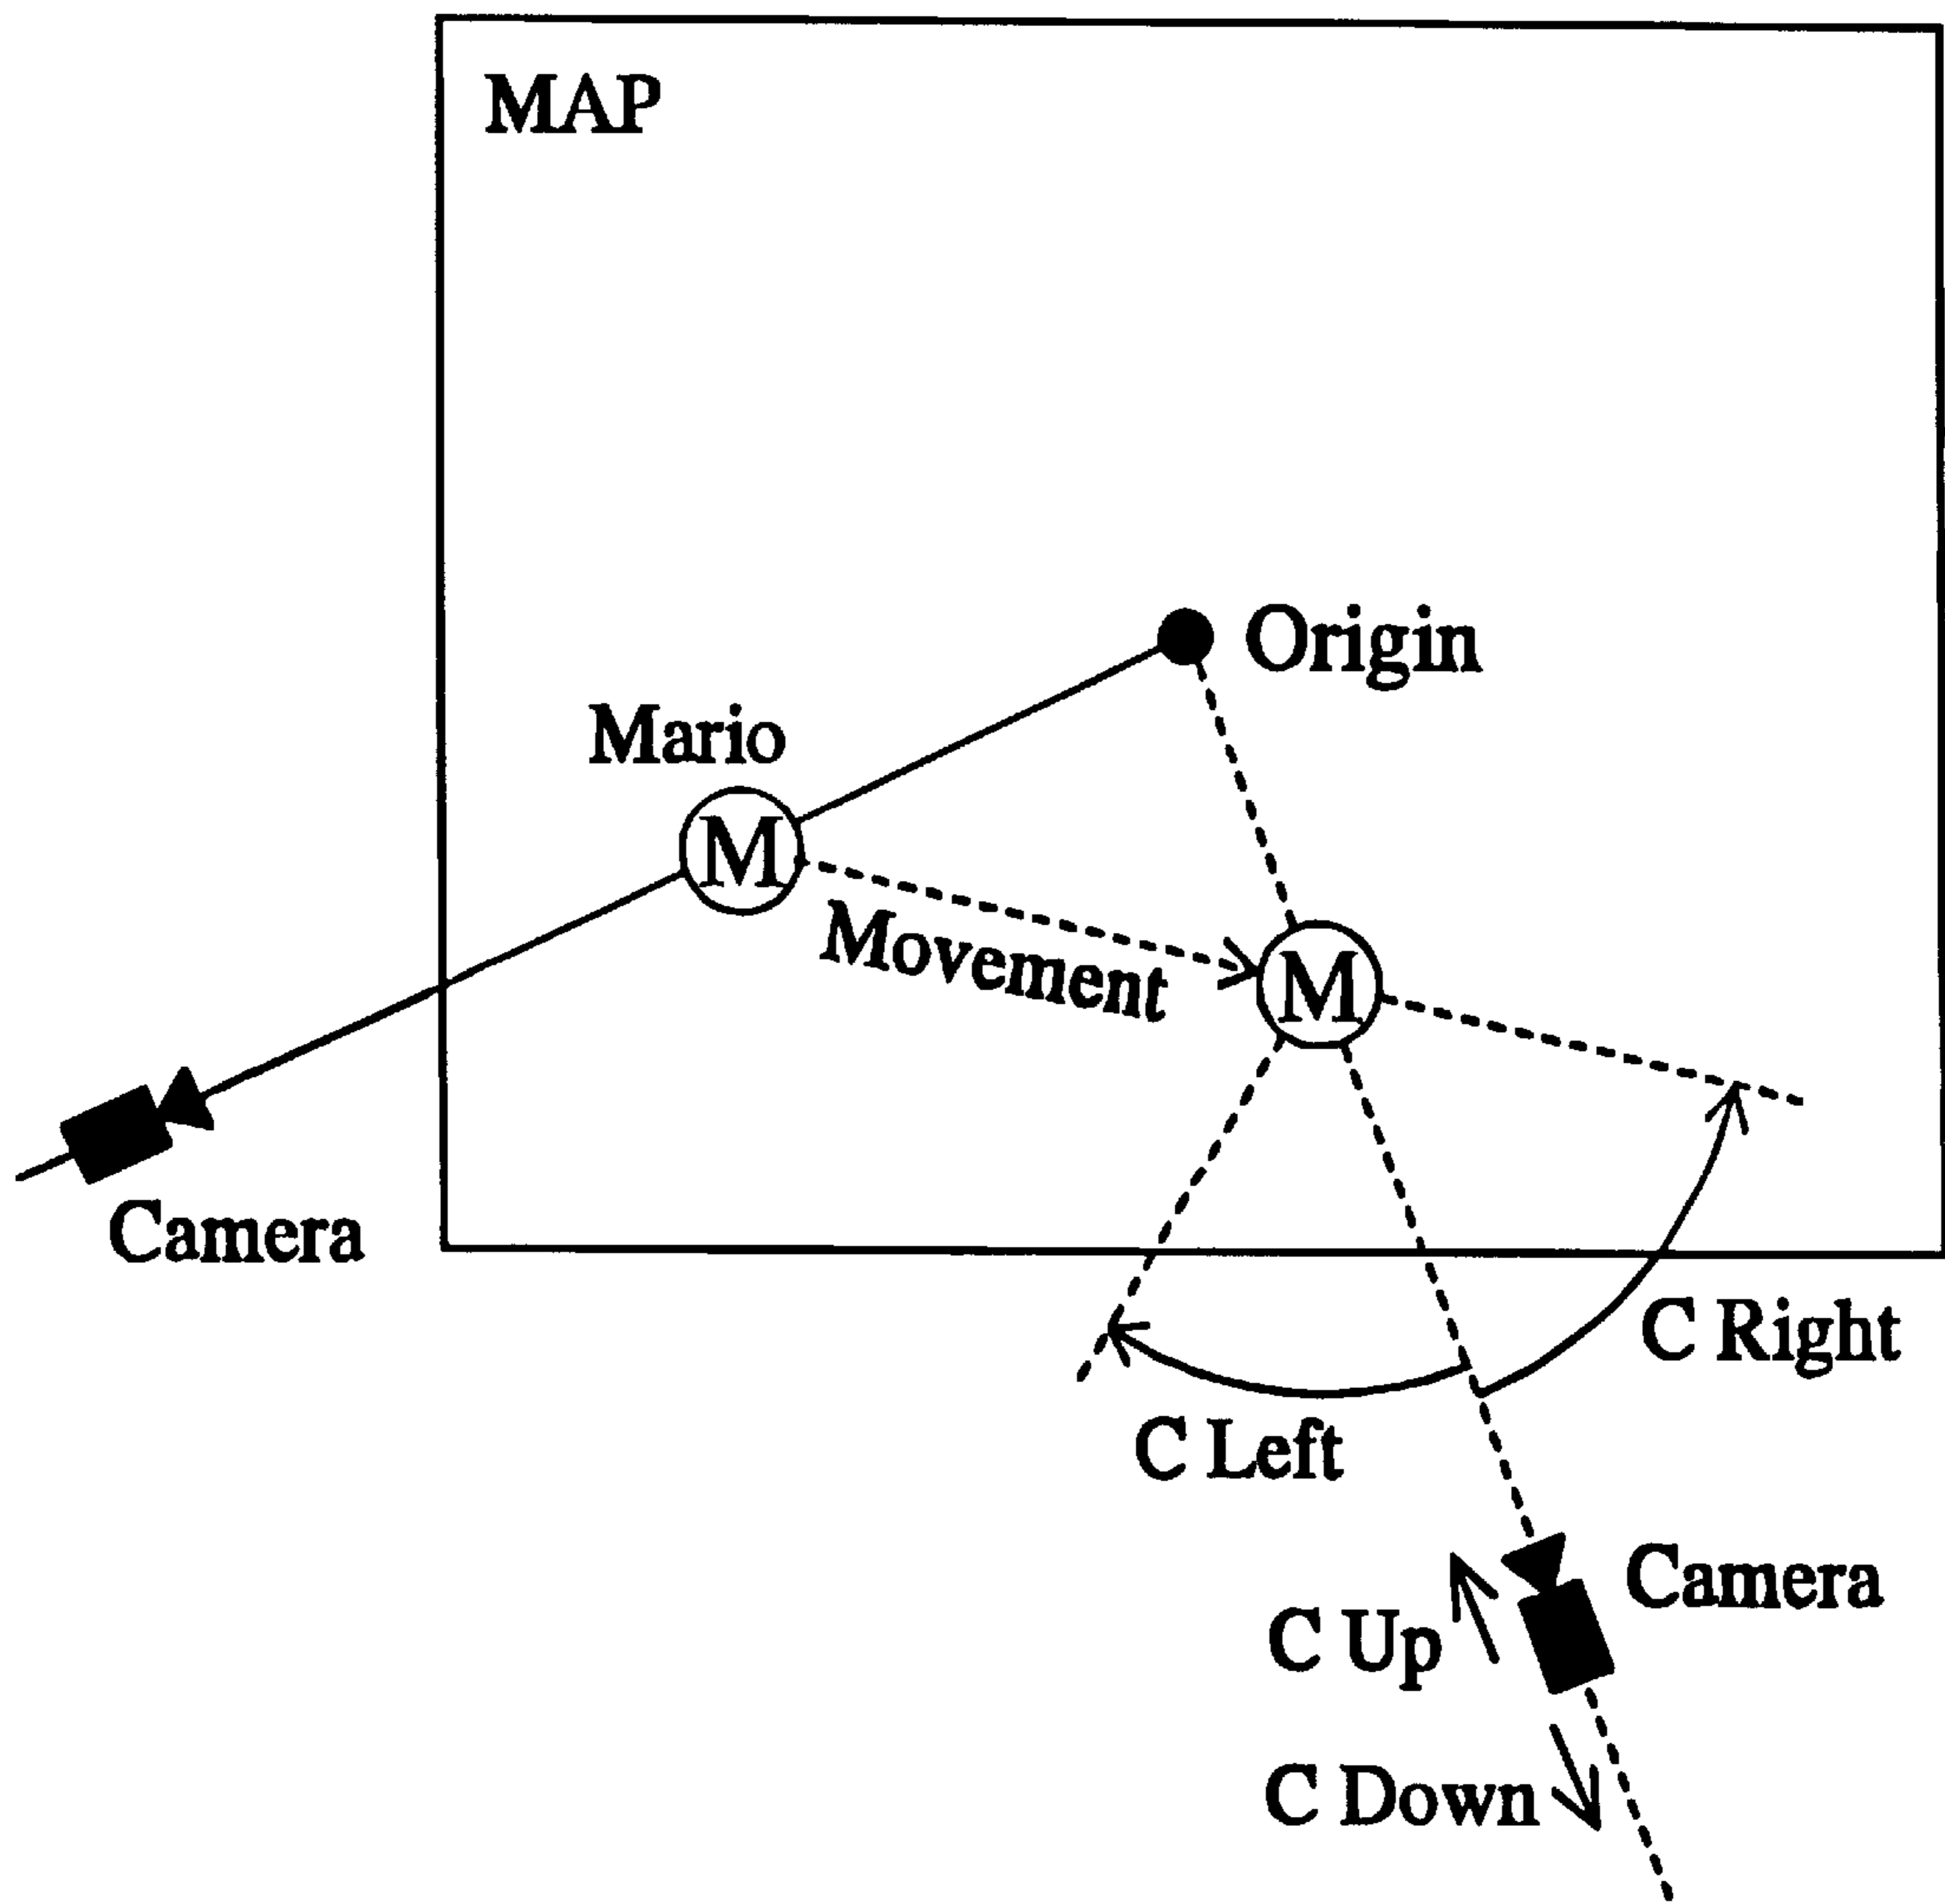 MAP
Origin
Mario
M
Movement
M
Camera
C Right
C Left
Camera
C Up
C Down